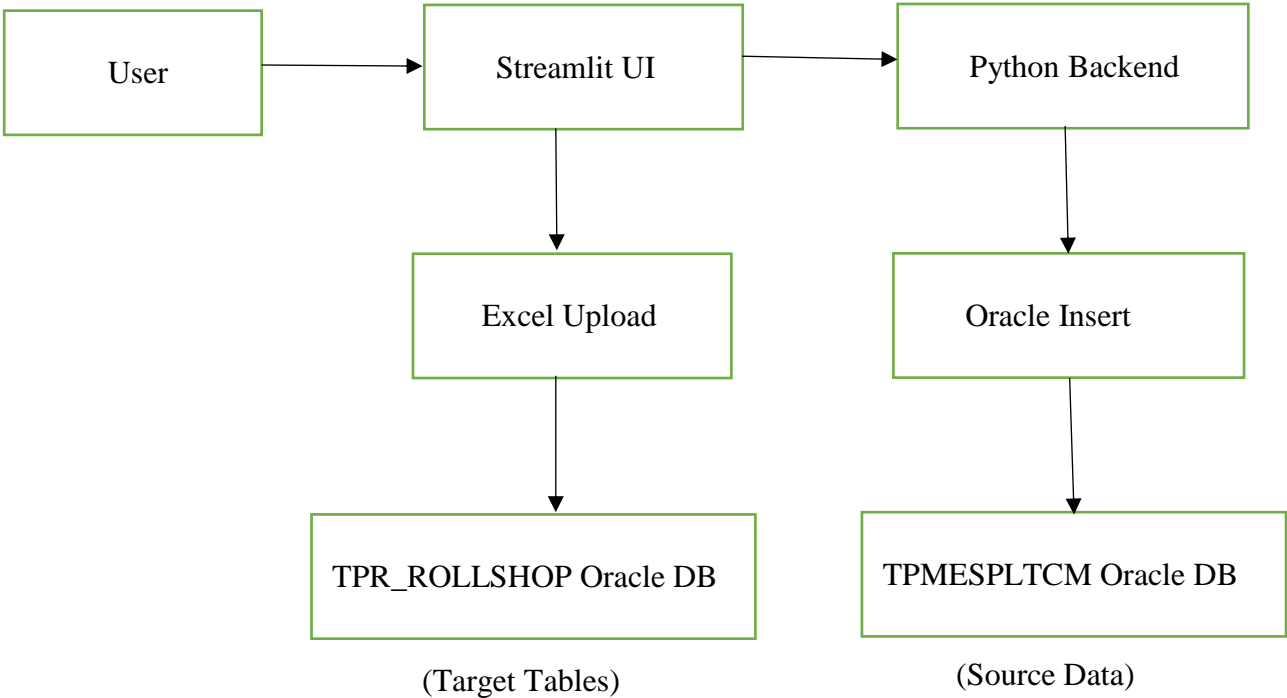 User
Streamlit UI
Python Backend
Excel Upload
Oracle Insert
TPR_ROLLSHOP Oracle DB
TPMESPLTCM Oracle DB
(Target Tables)
(Source Data)